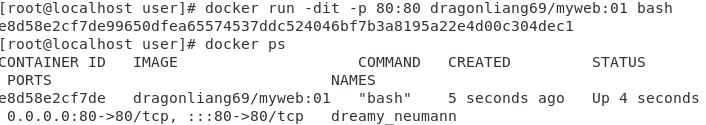 [root@localhost user]# docker run -dit -p 80:80 dragonliang69/myweb:01 bash
e8d58e2cf7de99650dfea65574537ddc524046bf7b3a8195a22e4d00c304dec1
[root@localhost user]# docker ps
CONTAINER ID   IMAGE                    COMMAND   CREATED         STATUS
 PORTS                               NAMES
e8d58e2cf7de   dragonliang69/myweb:01   "bash"    5 seconds ago   Up 4 seconds
 0.0.0.0:80->80/tcp, :::80->80/tcp   dreamy_neumann